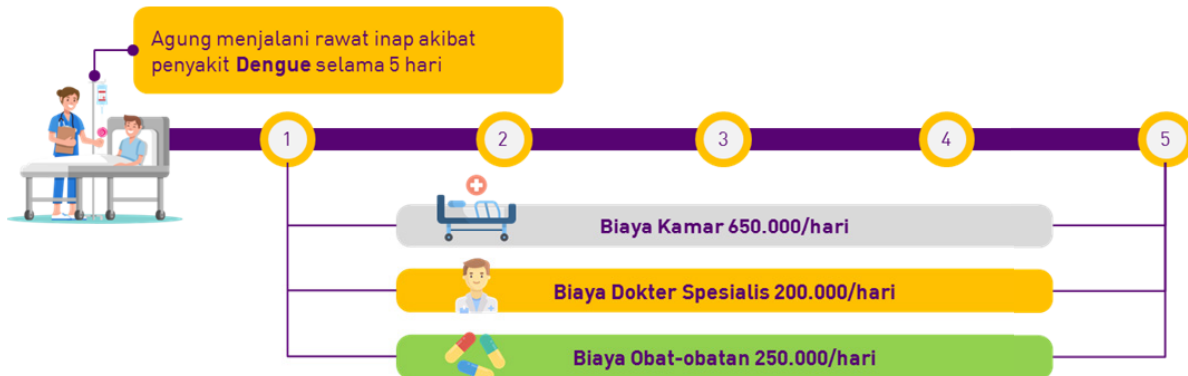 Agung menjalani rawat inap akibat
penyakit Dengue selama 5 hari
1 2 3 4 5
Biaya Kamar 650.000/hari
Biaya Dokter Spesialis 200.000/hari
Biaya Obat-obatan 250.000/hari